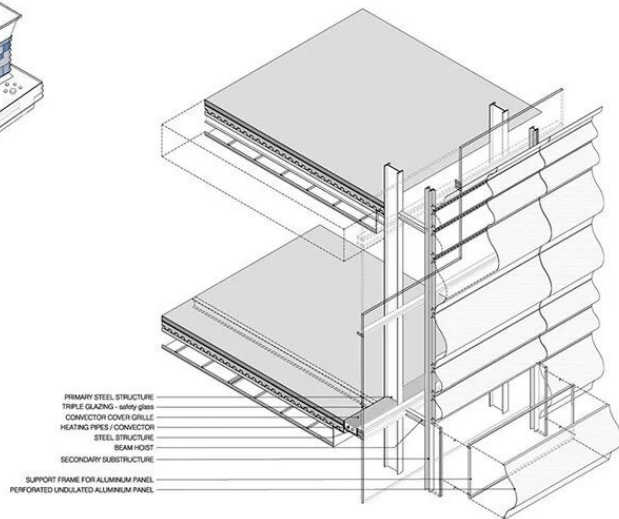 PRIMARY STEEL STRUCTURE
TRIPLE GLAZING - safety glass
CONVECTOR COVER GRILLE
HEATING PIPES / CONVECTOR
STEEL STRUCTURE
BEAM HOIST
SECONDARY SUBSTRUCTURE
SUPPORT FRAME FOR ALUMINIUM PANEL
PERFORATED UNDULATED ALUMINIUM PANEL